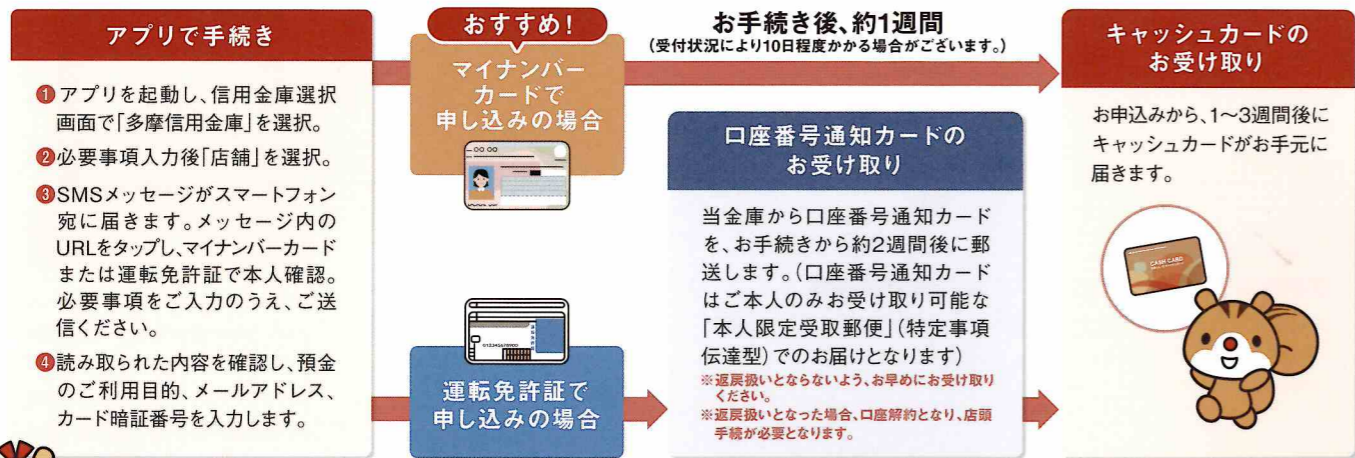 アプリで手続き
❶アプリを起動し、信用金庫選択
画面で「多摩信用金庫」を選択。
❷必要事項入力後「店舗」を選択。
❸SMSメッセージがスマートフォン
宛に届きます。メッセージ内の
URLをタップし、マイナンバーカード
または運転免許証で本人確認。
必要事項をご入力のうえ、ご送
信ください。
❹読み取られた内容を確認し、預金
のご利用目的、メールアドレス、
カード暗証番号を入力します。
おすすめ！
マイナンバー
カードで
申し込みの場合
012345678900
運転免許証で
申し込みの場合
お手続き後、約1週間
（受付状況により10日程度かかる場合がございます。）
口座番号通知カードの
お受け取り
当金庫から口座番号通知カード
を、お手続きから約2週間後に郵
送します。（口座番号通知カード
はご本人のみお受け取り可能な
「本人限定受取郵便」（特定事項
伝達型）でのお届けとなります）
※返戻扱いとならないよう、お早めにお受け取り
ください。
※返戻扱いとなった場合、口座解約となり、店頭
手続が必要となります。
キャッシュカードの
お受け取り
お申込みから、1〜3週間後に
キャッシュカードがお手元に
届きます。
CASH CARD